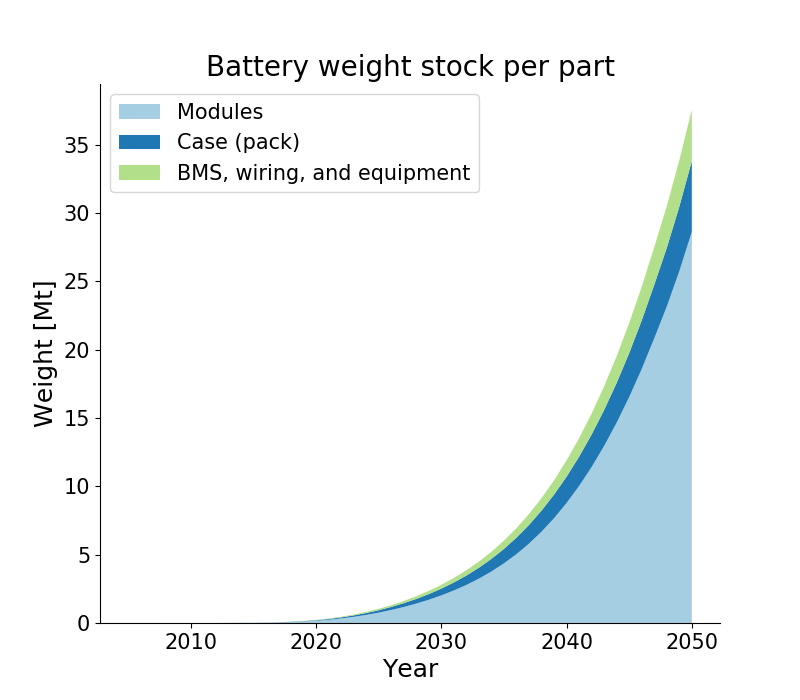 Battery weight stock per part
Modules
Case (pack)
BMS, wiring, and equipment
Weight [Mt]
35
30
25
20
15
10
5
0
2010 2020 2030 2040 2050
Year